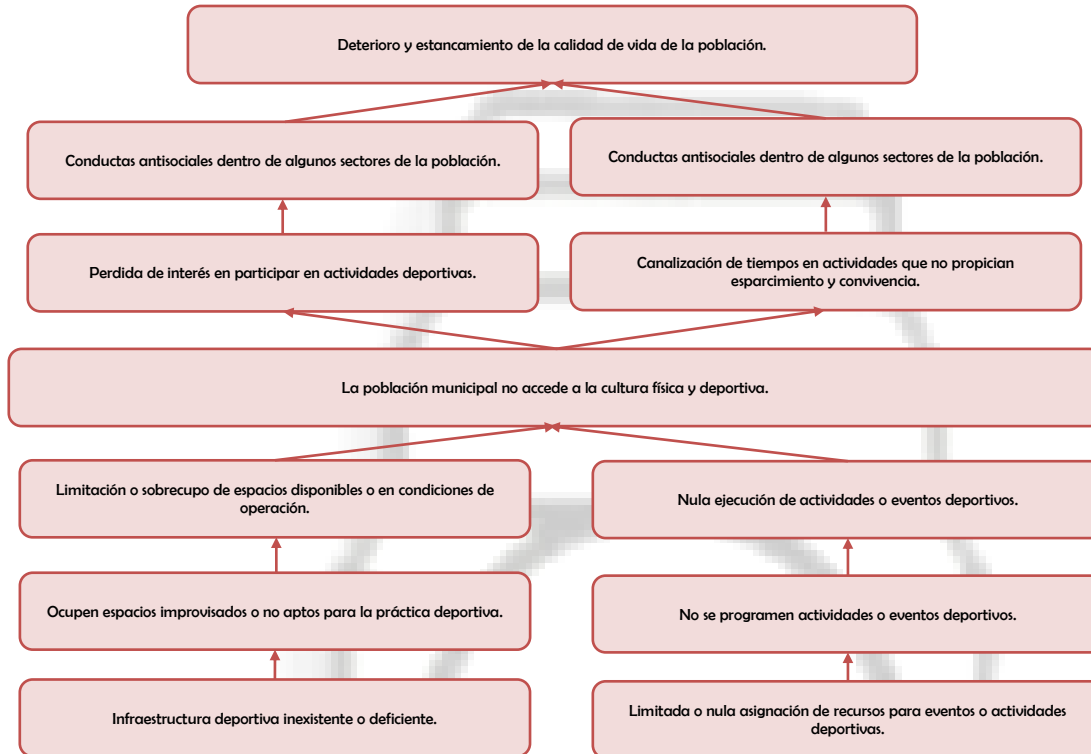 Deterioro y estancamiento de la calidad de vida de la población.
Conductas antisociales dentro de algunos sectores de la población.
Conductas antisociales dentro de algunos sectores de la población.
Perdida de interés en participar en actividades deportivas.
Canalización de tiempos en actividades que no propician
esparcimiento y convivencia.
La población municipal no accede a la cultura física y deportiva.
Limitación o sobrecupo de espacios disponibles o en condiciones de
operación.
Nula ejecución de actividades o eventos deportivos.
Ocupen espacios improvisados o no aptos para la práctica deportiva.
No se programen actividades o eventos deportivos.
Infraestructura deportiva inexistente o deficiente.
Limitada o nula asignación de recursos para eventos o actividades
deportivas.